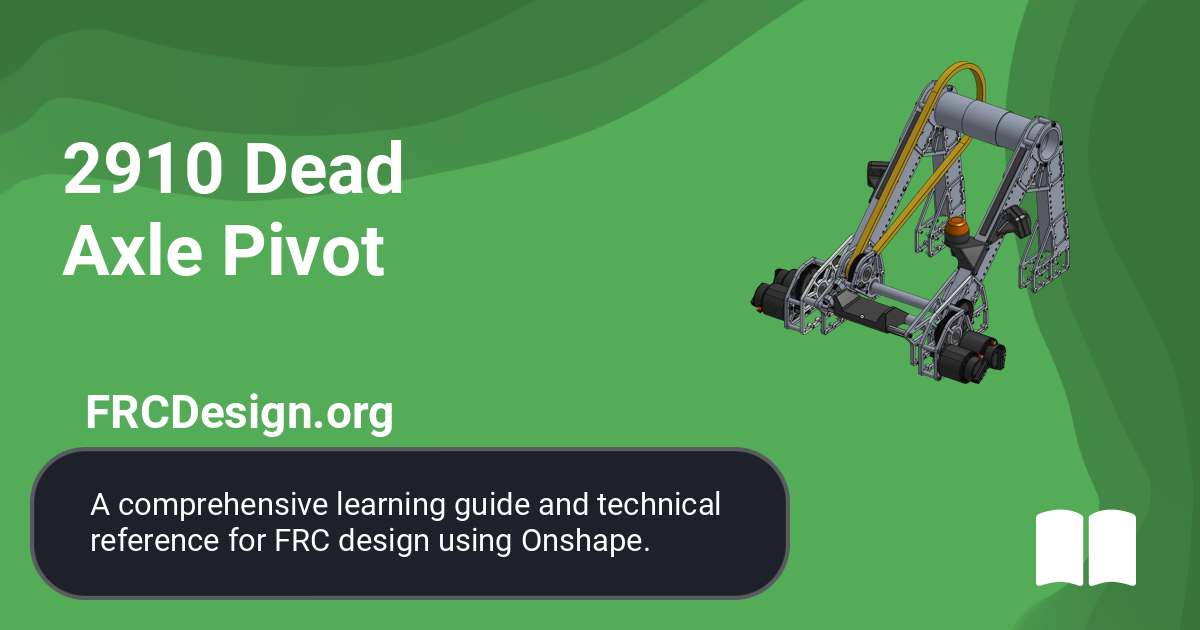 2910 Dead
Axle Pivot
FRCDesign.org
A comprehensive learning guide and technical
reference for FRC design using Onshape.